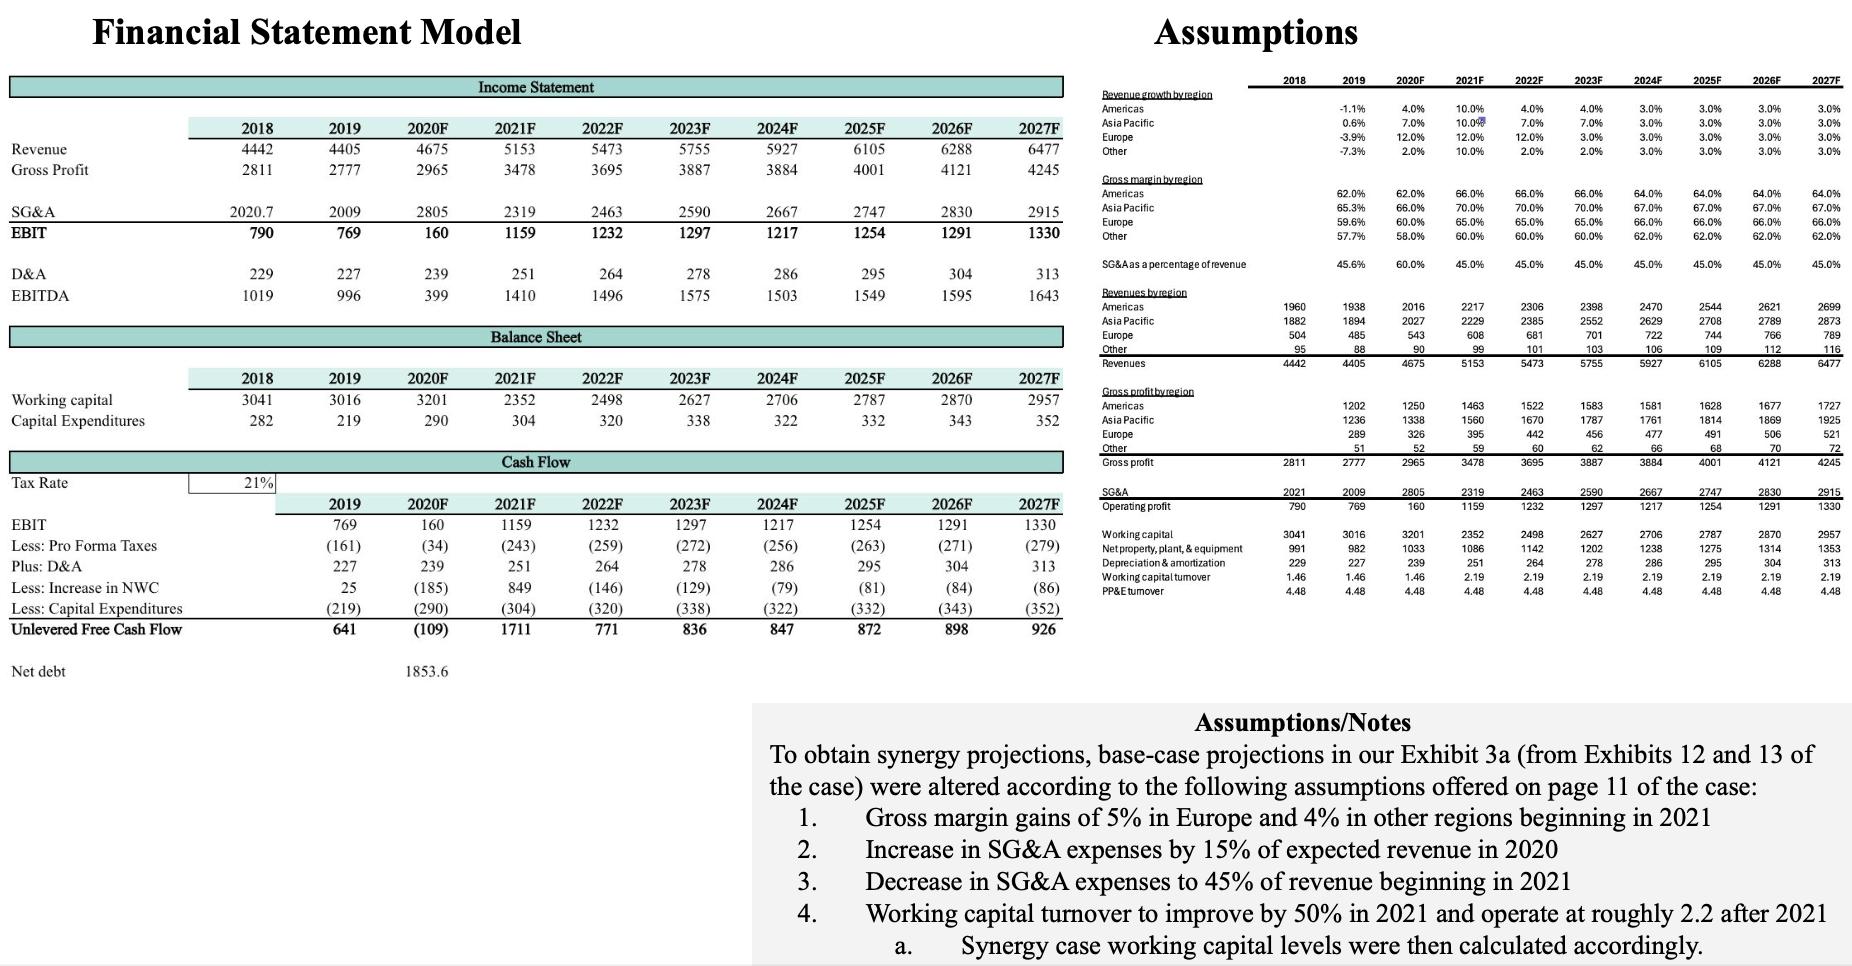 Financial Statement Model
Income Statement
2018 2019 2020F 2021F 2022F 2023F 2024F 2025F 2026F 2027F
Revenue 4442 4405 4675 5153 5473 5755 5927 6105 6288 6477
Gross Profit 2811 2777 2965 3478 3695 3887 3884 4001 4121 4245
SG&A 2020.7 2009 2805 2319 2463 2590 2667 2747 2830 2915
EBIT 790 769 160 1159 1232 1297 1217 1254 1291 1330
D&A 229 227 239 251 264 278 286 295 304 313
EBITDA 1019 996 399 1410 1496 1575 1503 1549 1595 1643
Balance Sheet
2018 2019 2020F 2021F 2022F 2023F 2024F 2025F 2026F 2027F
Working capital 3041 3016 3201 2352 2498 2627 2706 2787 2870 2957
Capital Expenditures 282 219 290 304 320 338 322 332 343 352
Cash Flow
Tax Rate 21%
2019 2020F 2021F 2022F 2023F 2024F 2025F 2026F 2027F
EBIT 769 160 1159 1232 1297 1217 1254 1291 1330
Less: Pro Forma Taxes (161) (34) (243) (259) (272) (256) (263) (271) (279)
Plus: D&A 227 239 251 264 278 286 295 304 313
Less: Increase in NWC 25 (185) 849 (146) (129) (79) (81) (84) (86)
Less: Capital Expenditures (219) (290) (304) (320) (338) (322) (332) (343) (352)
Unlevered Free Cash Flow 641 (109) 1711 771 836 847 872 898 926
Net debt 1853.6
Assumptions
2018 2019 2020F 2021F 2022F 2023F 2024F 2025F 2026F 2027F
Revenue growth by region
Americas -1.1% 4.0% 10.0% 4.0% 4.0% 3.0% 3.0% 3.0% 3.0%
Asia Pacific 0.6% 7.0% 10.0% 7.0% 7.0% 3.0% 3.0% 3.0% 3.0%
Europe -3.9% 12.0% 12.0% 12.0% 3.0% 3.0% 3.0% 3.0% 3.0%
Other -7.3% 2.0% 10.0% 2.0% 2.0% 3.0% 3.0% 3.0% 3.0%
Gross margin by region
Americas 62.0% 62.0% 66.0% 66.0% 66.0% 64.0% 64.0% 64.0% 64.0%
Asia Pacific 65.3% 66.0% 70.0% 70.0% 70.0% 67.0% 67.0% 67.0% 67.0%
Europe 59.6% 60.0% 65.0% 65.0% 65.0% 66.0% 66.0% 66.0% 66.0%
Other 57.7% 58.0% 60.0% 60.0% 60.0% 62.0% 62.0% 62.0% 62.0%
SG&A as a percentage of revenue 45.6% 60.0% 45.0% 45.0% 45.0% 45.0% 45.0% 45.0% 45.0%
Revenues by region
Americas 1960 1938 2016 2217 2306 2398 2470 2544 2621 2699
Asia Pacific 1882 1894 2027 2229 2385 2552 2629 2708 2789 2873
Europe 504 485 543 608 681 701 722 744 766 789
Other 95 88 90 99 101 103 106 109 112 116
Revenues 4442 4405 4675 5153 5473 5755 5927 6105 6288 6477
Gross profit by region
Americas 1202 1250 1463 1522 1583 1581 1628 1677 1727
Asia Pacific 1236 1338 1560 1670 1787 1761 1814 1869 1925
Europe 289 326 395 442 456 477 491 506 521
Other 51 52 59 60 62 66 68 70 72
Gross profit 2811 2777 2965 3478 3695 3887 3884 4001 4121 4245
SG&A 2021 2009 2805 2319 2463 2590 2667 2747 2830 2915
Operating profit 790 769 160 1159 1232 1297 1217 1254 1291 1330
Working capital 3041 3016 3201 2352 2498 2627 2706 2787 2870 2957
Net property, plant, & equipment 991 982 1033 1086 1142 1202 1238 1275 1314 1353
Depreciation & amortization 229 227 239 251 264 278 286 295 304 313
Working capital turnover 1.46 1.46 1.46 2.19 2.19 2.19 2.19 2.19 2.19 2.19
PP&E turnover 4.48 4.48 4.48 4.48 4.48 4.48 4.48 4.48 4.48 4.48
Assumptions/Notes
To obtain synergy projections, base-case projections in our Exhibit 3a (from Exhibits 12 and 13 of
the case) were altered according to the following assumptions offered on page 11 of the case:
1. Gross margin gains of 5% in Europe and 4% in other regions beginning in 2021
2. Increase in SG&A expenses by 15% of expected revenue in 2020
3. Decrease in SG&A expenses to 45% of revenue beginning in 2021
4. Working capital turnover to improve by 50% in 2021 and operate at roughly 2.2 after 2021
a. Synergy case working capital levels were then calculated accordingly.